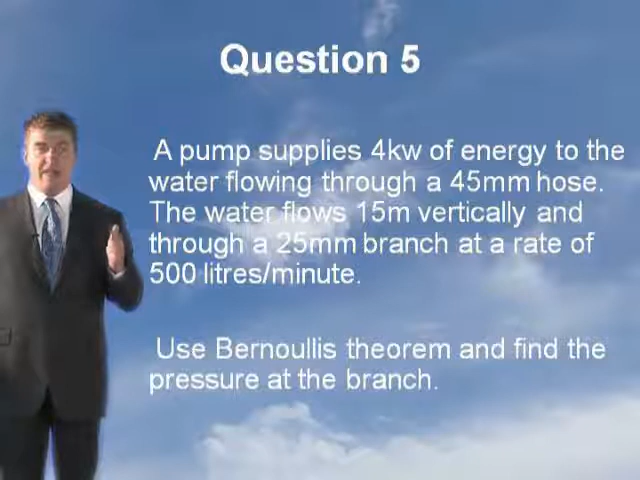 Question 5
A pump supplies 4kw of energy to the
water flowing through a 45mm hose.
The water flows 15m vertically and
through a 25mm branch at a rate of
500 litres/minute.
Use Bernoullis theorem and find the
pressure at the branch.